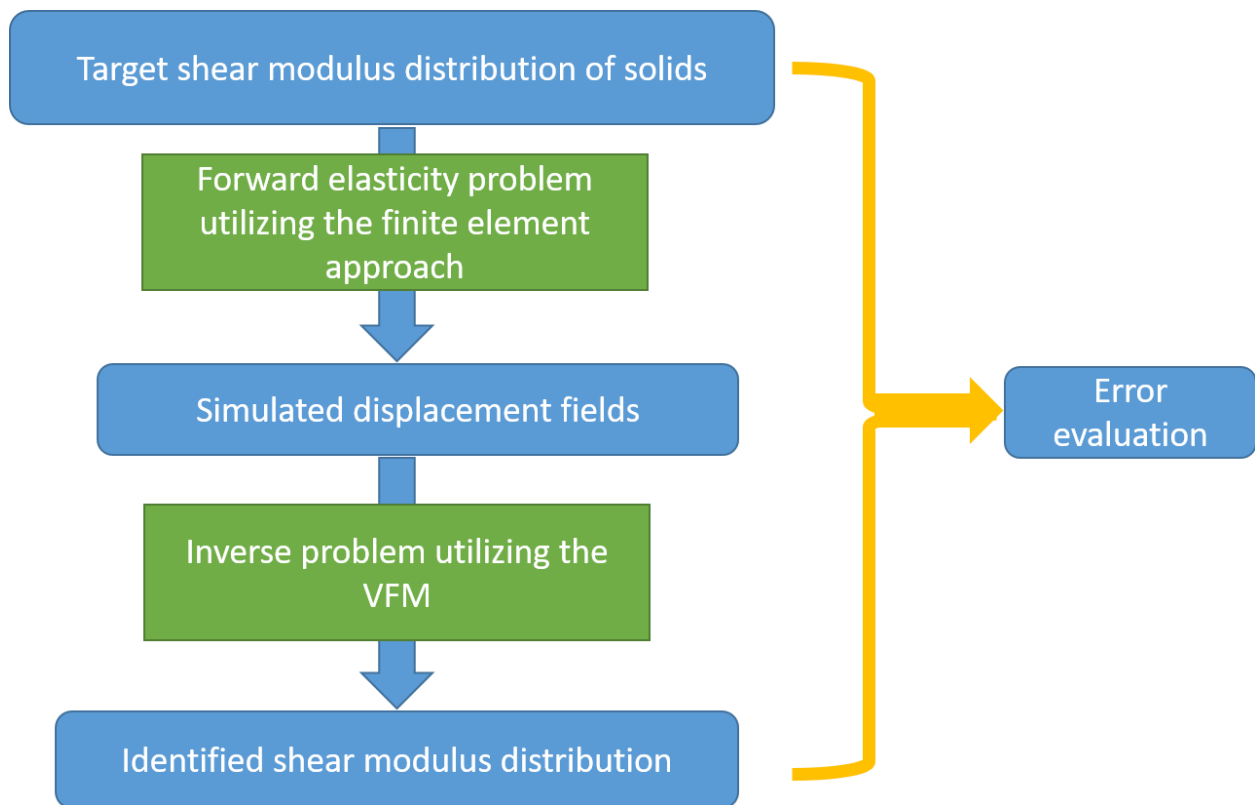 Target shear modulus distribution of solids
Forward elasticity problem
utilizing the finite element
approach
Simulated displacement fields
Error
evaluation
Inverse problem utilizing the
VFM
Identified shear modulus distribution